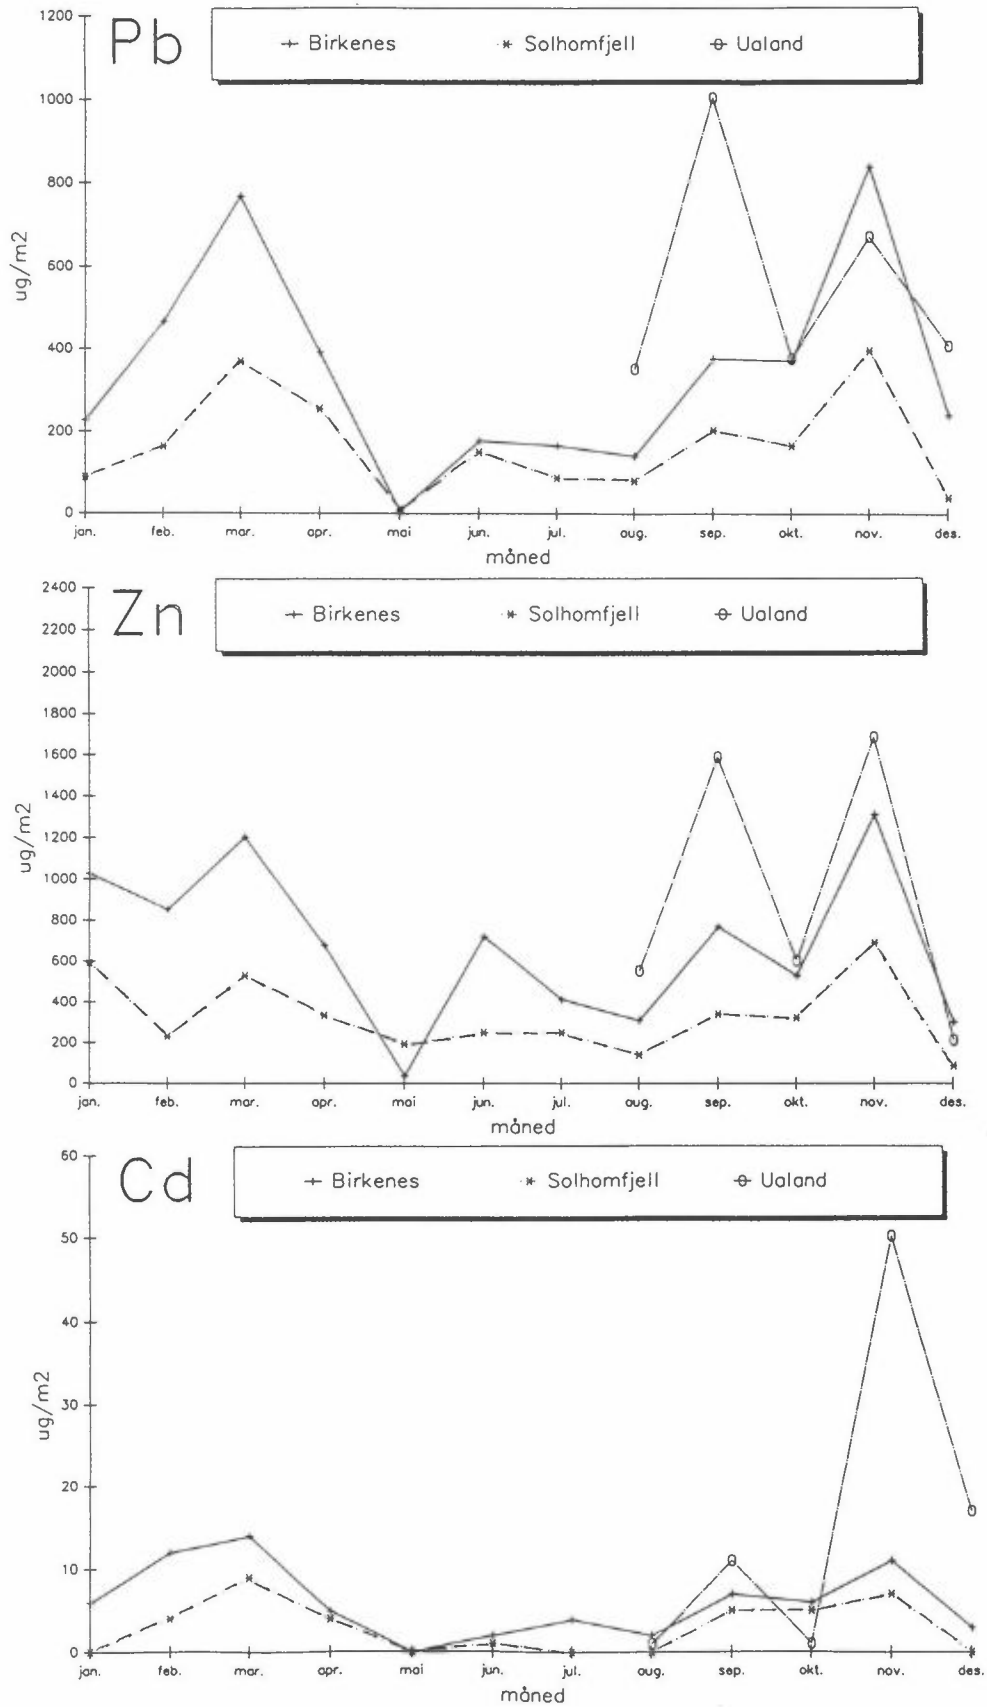 Pb
Birkenes Solhomfjell Ualand
1200
1000
800
600
400
200
0
ug/m2
jan. feb. mar. apr. mai jun. jul. aug. sep. okt. nov. des.
måned
Zn
Birkenes Solhomfjell Ualand
2400
2200
2000
1800
1600
1400
1200
1000
800
600
400
200
0
ug/m2
jan. feb. mar. apr. mai jun. jul. aug. sep. okt. nov. des.
måned
Cd
Birkenes Solhomfjell Ualand
60
50
40
30
20
10
0
ug/m2
jan. feb. mar. apr. mai jun. jul. aug. sep. okt. nov. des.
måned